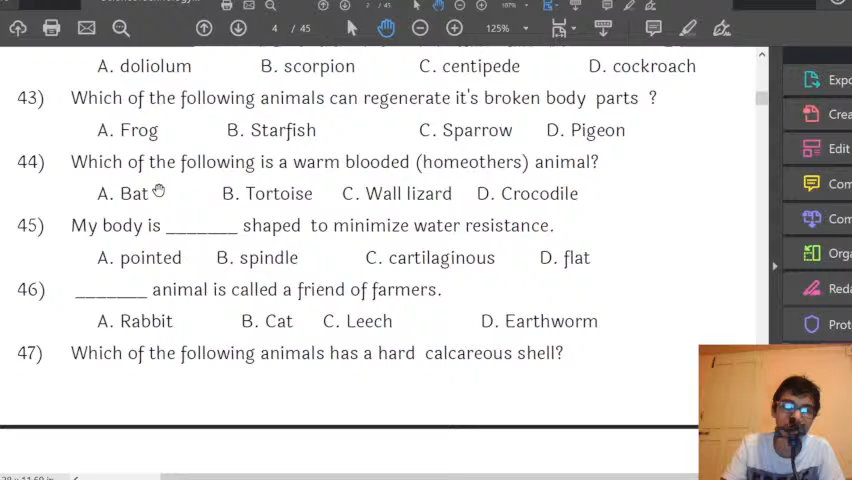 4 / 45
125%
A. doliolum B. scorpion C. centipede D. cockroach
43) Which of the following animals can regenerate it's broken body parts ?
A. Frog B. Starfish C. Sparrow D. Pigeon
44) Which of the following is a warm blooded (homeothers) animal?
A. Bat B. Tortoise C. Wall lizard D. Crocodile
45) My body is _______ shaped to minimize water resistance.
A. pointed B. spindle C. cartilaginous D. flat
46) _______ animal is called a friend of farmers.
A. Rabbit B. Cat C. Leech D. Earthworm
47) Which of the following animals has a hard calcareous shell?
Expo
Crea
Edit
Com
Com
Orga
Reda
Prot